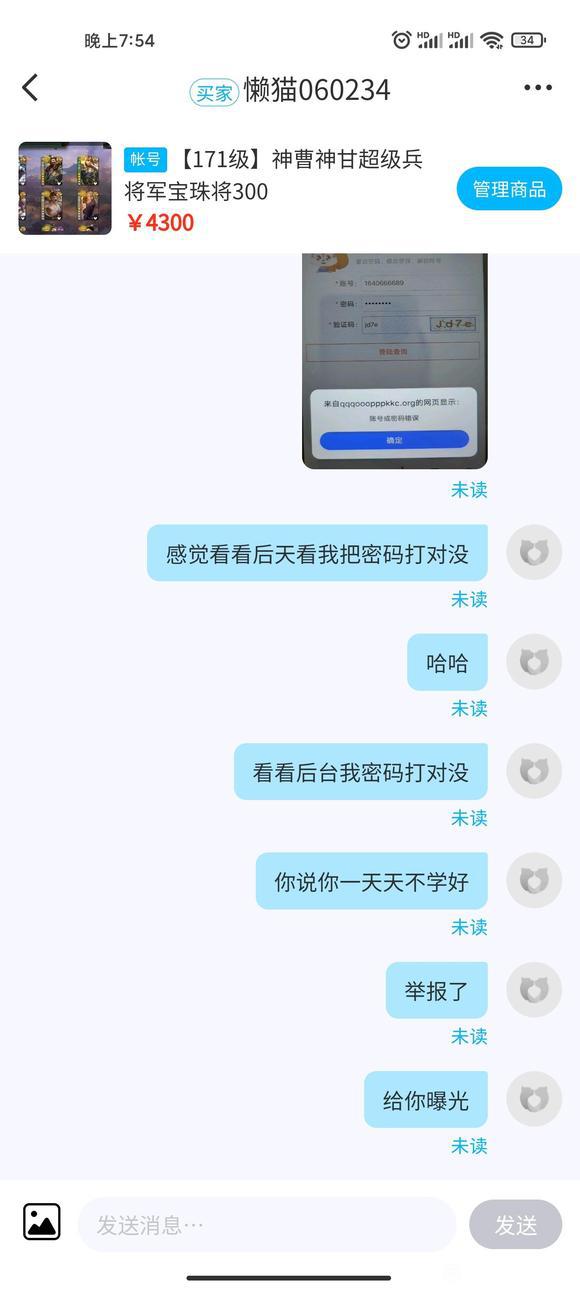 晚上7:54
HD
HD
34
买家 懒猫060234
帐号 【171级】神曹神甘超级兵
将军宝珠将300
￥4300
管理商品
*账号: 1640666689
*密码: ••••••••
*验证码: jd7e Jd7e
登陆查询
来自qqqooopppkkc.org的网页显示:
账号或密码错误
确定
未读
感觉看看后天看我把密码打对没
未读
哈哈
未读
看看后台我密码打对没
未读
你说你一天天不学好
未读
举报了
未读
给你曝光
未读
发送消息…
发送